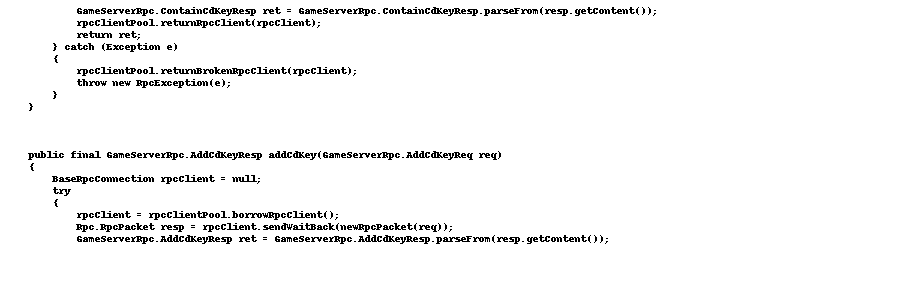 GameServerRpc.ContainCdKeyResp ret = GameServerRpc.ContainCdKeyResp.parseFrom(resp.getContent());
rpcClientPool.returnRpcClient(rpcClient);
return ret;
} catch (Exception e)
{
rpcClientPool.returnBrokenRpcClient(rpcClient);
throw new RpcException(e);
}
}
public final GameServerRpc.AddCdKeyResp addCdKey(GameServerRpc.AddCdKeyReq req)
{
BaseRpcConnection rpcClient = null;
try
{
rpcClient = rpcClientPool.borrowRpcClient();
Rpc.RpcPacket resp = rpcClient.sendWaitBack(newRpcPacket(req));
GameServerRpc.AddCdKeyResp ret = GameServerRpc.AddCdKeyResp.parseFrom(resp.getContent());